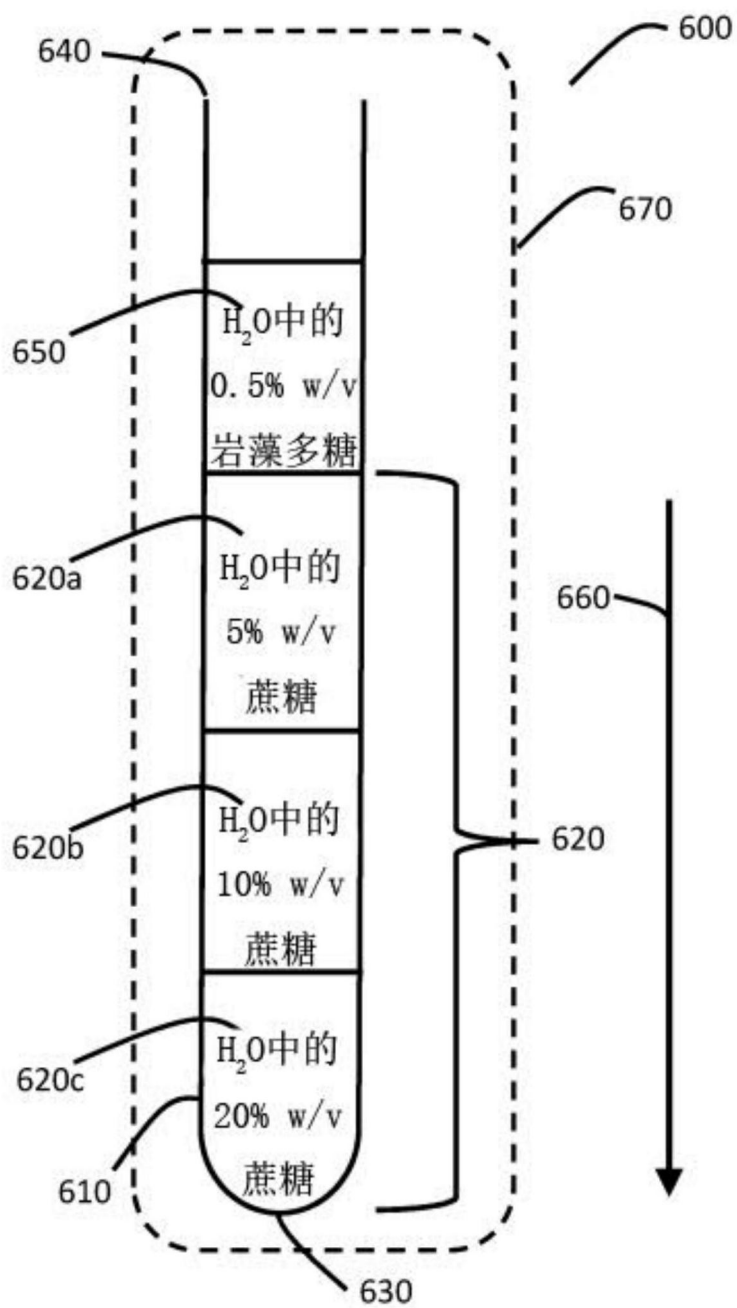 600
640
670
650
H₂O中的
0.5% w/v
岩藻多糖
620a
H₂O中的
5% w/v
蔗糖
660
620b
H₂O中的
10% w/v
蔗糖
620
620c
H₂O中的
20% w/v
蔗糖
610
630